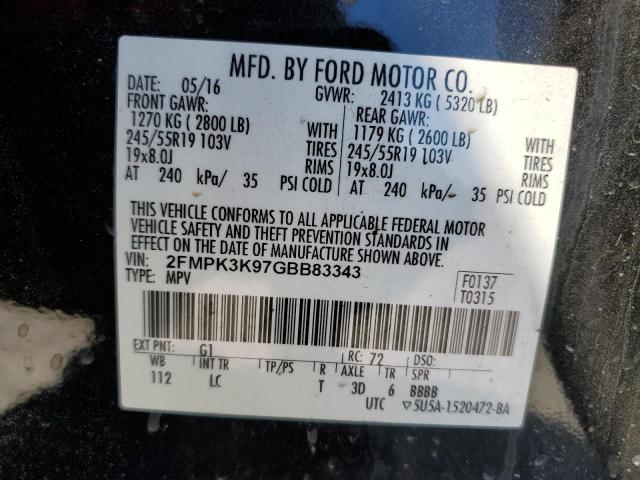 MFD. BY FORD MOTOR CO.
DATE: 05/16 GVWR: 2413 KG ( 5320 LB)
FRONT GAWR: REAR GAWR:
1270 KG ( 2800 LB) WITH 1179 KG ( 2600 LB) WITH
245/55R19 103V TIRES 245/55R19 103V TIRES
19x8.0J RIMS 19x8.0J RIMS
AT 240 kPa/ 35 PSI COLD AT 240 kPa/ 35 PSI COLD
THIS VEHICLE CONFORMS TO ALL APPLICABLE FEDERAL MOTOR
VEHICLE SAFETY AND THEFT PREVENTION STANDARDS IN
EFFECT ON THE DATE OF MANUFACTURE SHOWN ABOVE.
VIN: 2FMPK3K97GBB83343
TYPE: MPV
F0137
T0315
EXT PNT: G1 RC: 72 DSO:
WB INT TR TP/PS R AXLE TR SPR
112 LC T 3D 6 BBBB
UTC ▽5U5A-1520472-BA